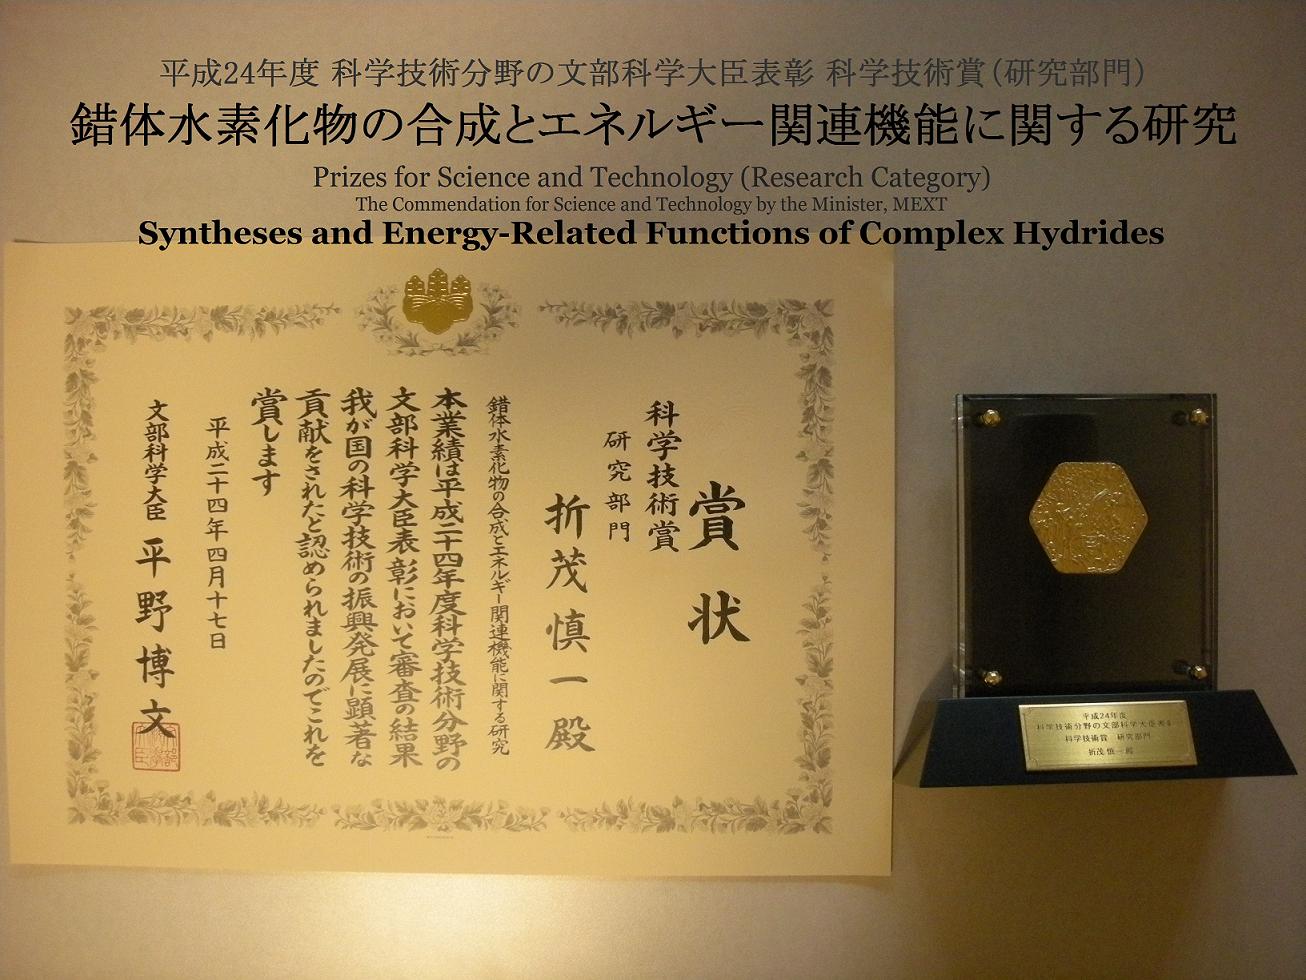 平成24年度 科学技術分野の文部科学大臣表彰 科学技術賞（研究部門）
錯体水素化物の合成とエネルギー関連機能に関する研究
Prizes for Science and Technology (Research Category)
The Commendation for Science and Technology by the Minister, MEXT
Syntheses and Energy-Related Functions of Complex Hydrides
賞状
科学技術賞
研究部門
折茂慎一殿
錯体水素化物の合成とエネルギー関連機能に関する研究
本業績は平成二十四年度科学技術分野の
文部科学大臣表彰において審査の結果
我が国の科学技術の振興発展に顕著な
貢献をされたと認められましたのでこれを
賞します
平成二十四年四月十七日
文部科学大臣 平野博文
平成24年度
科学技術分野の文部科学大臣表彰
科学技術賞 研究部門
折茂 慎一 殿